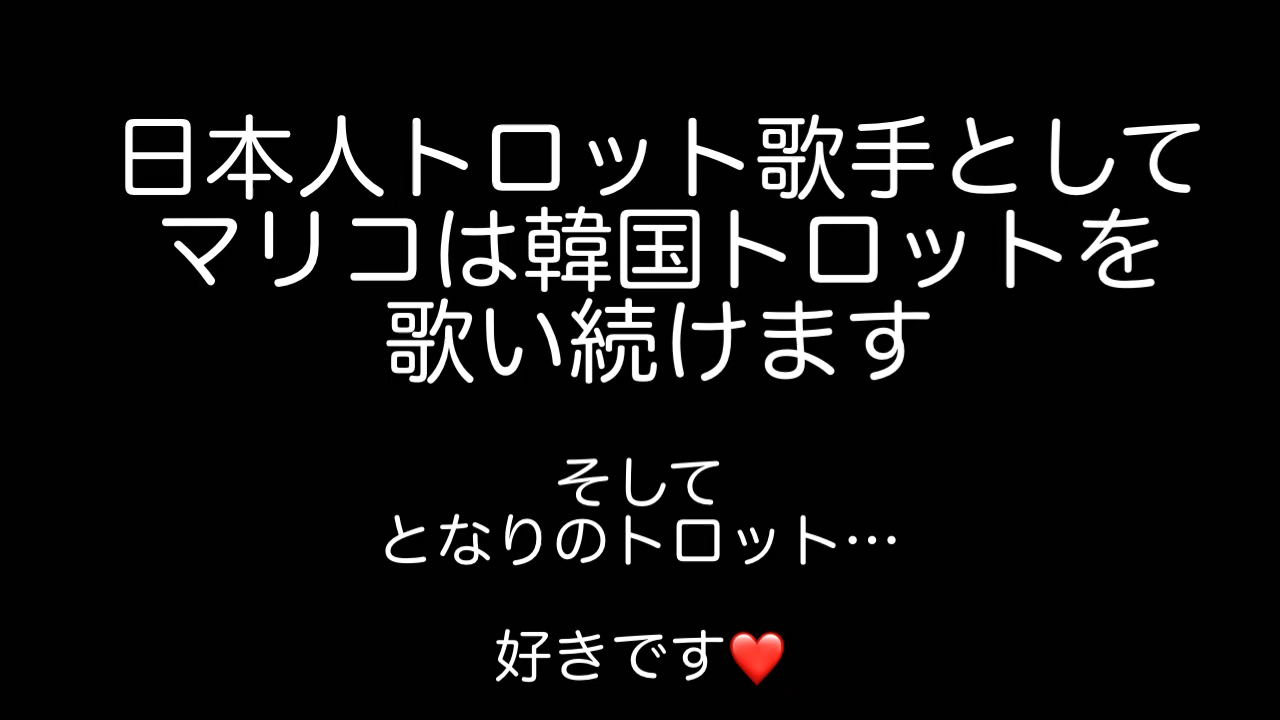 日本人トロット歌手として
マリコは韓国トロットを
歌い続けます
そして
となりのトロット…
好きです❤️